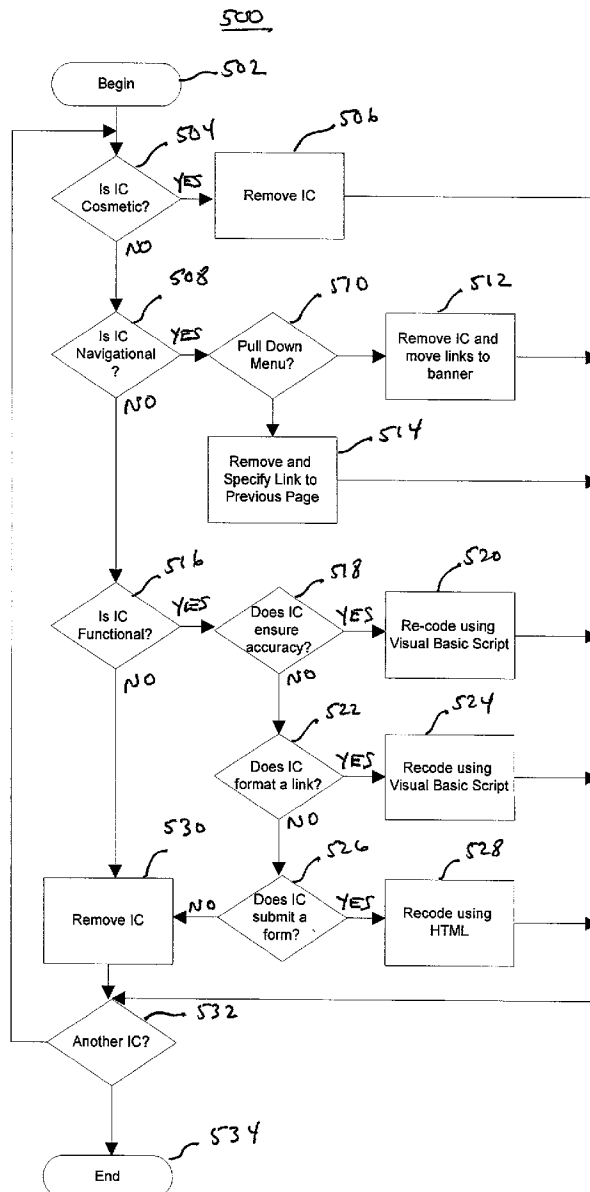 500
502
Begin
504
506
Is IC
Cosmetic?
YES
Remove IC
NO
508
510
512
Is IC
Navigational
?
YES
Pull Down
Menu?
Remove IC and
move links to
banner
NO
514
Remove and
Specify Link to
Previous Page
516
518
520
Is IC
Functional?
YES
Does IC
ensure
accuracy?
YES
Re-code using
Visual Basic Script
NO
NO
522
524
Does IC
format a link?
YES
Recode using
Visual Basic Script
NO
530
526
528
Remove IC
NO
Does IC
submit a
form?
YES
Recode using
HTML
532
Another IC?
534
End